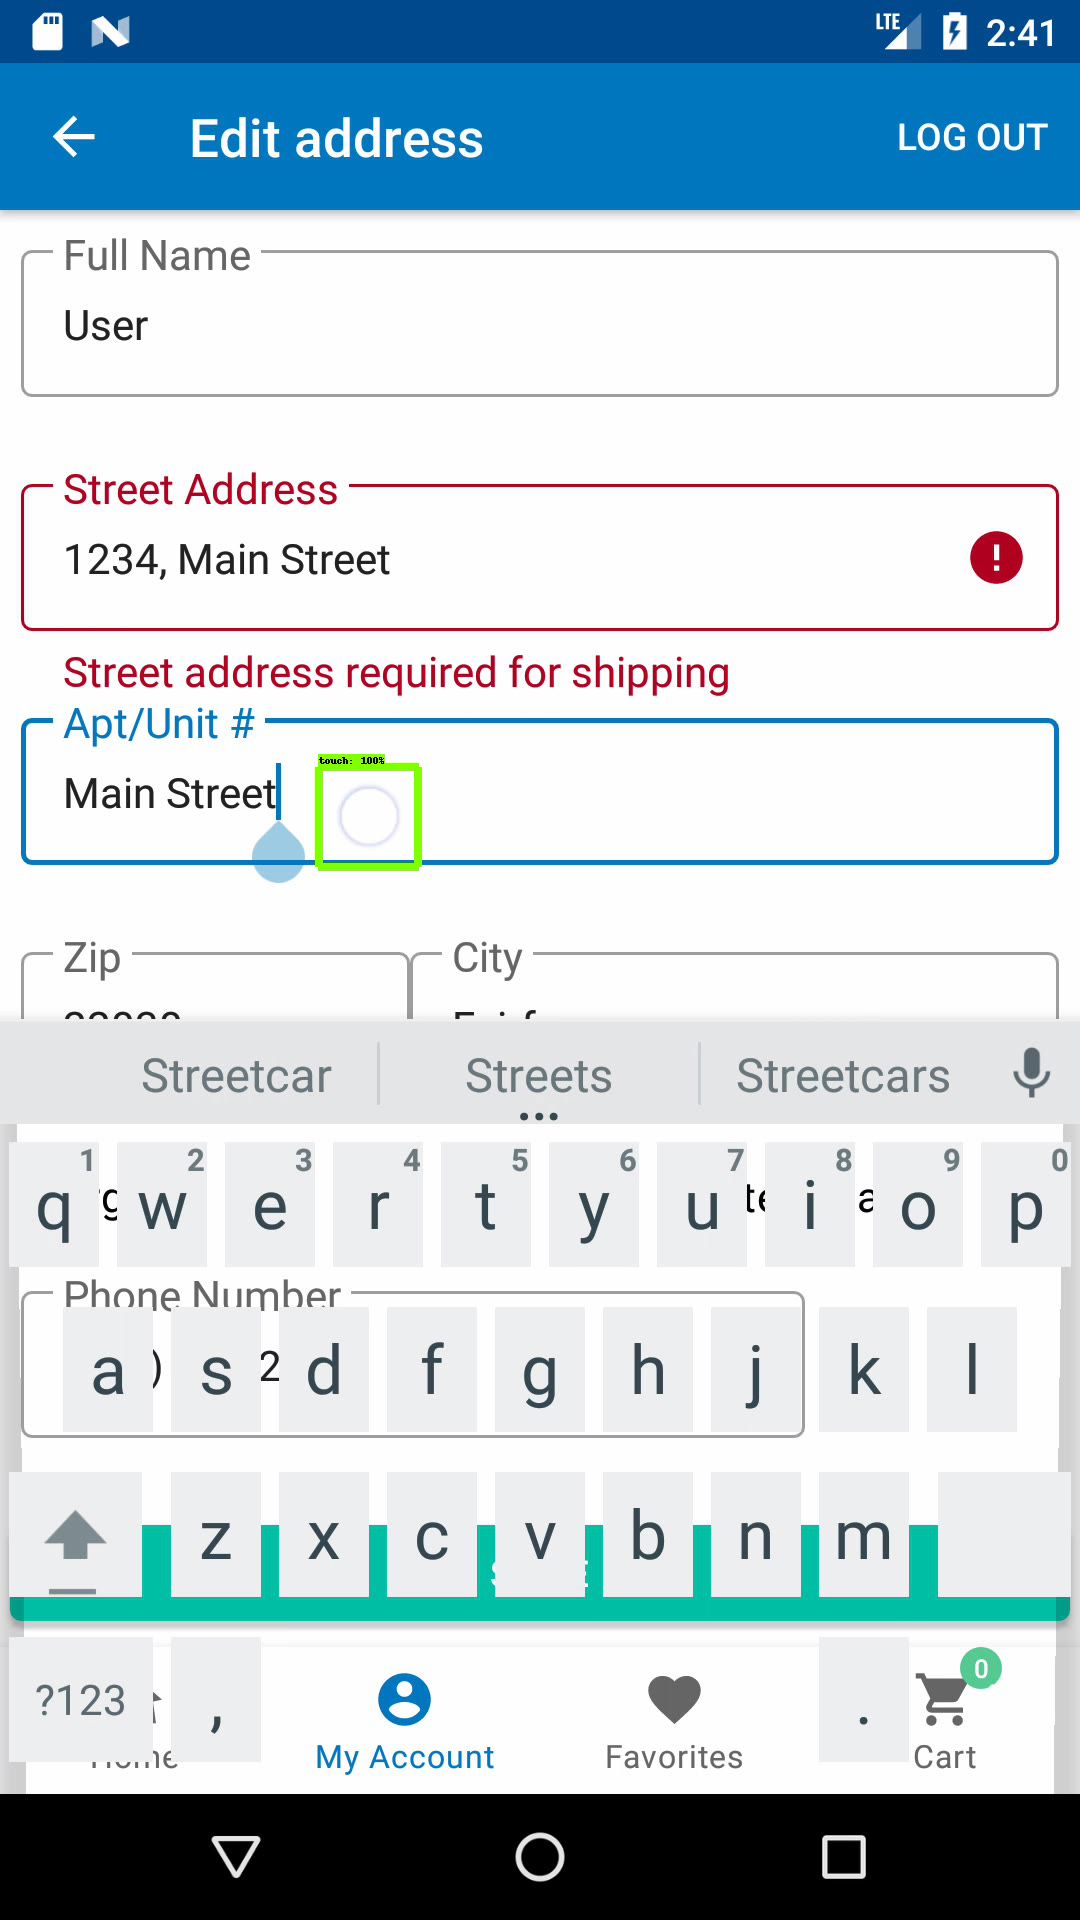 LTE 2:41
Edit address LOG OUT
Full Name
User
Street Address
1234, Main Street
Street address required for shipping
Apt/Unit #
Main Street
touch: 100%
Zip City
Streetcar Streets Streetcars
1 2 3 4 5 6 7 8 9 0
q w e r t y u i o p
Phone Number
a s d f g h j k l
z x c v b n m
?123 , .
0
Home My Account Favorites Cart